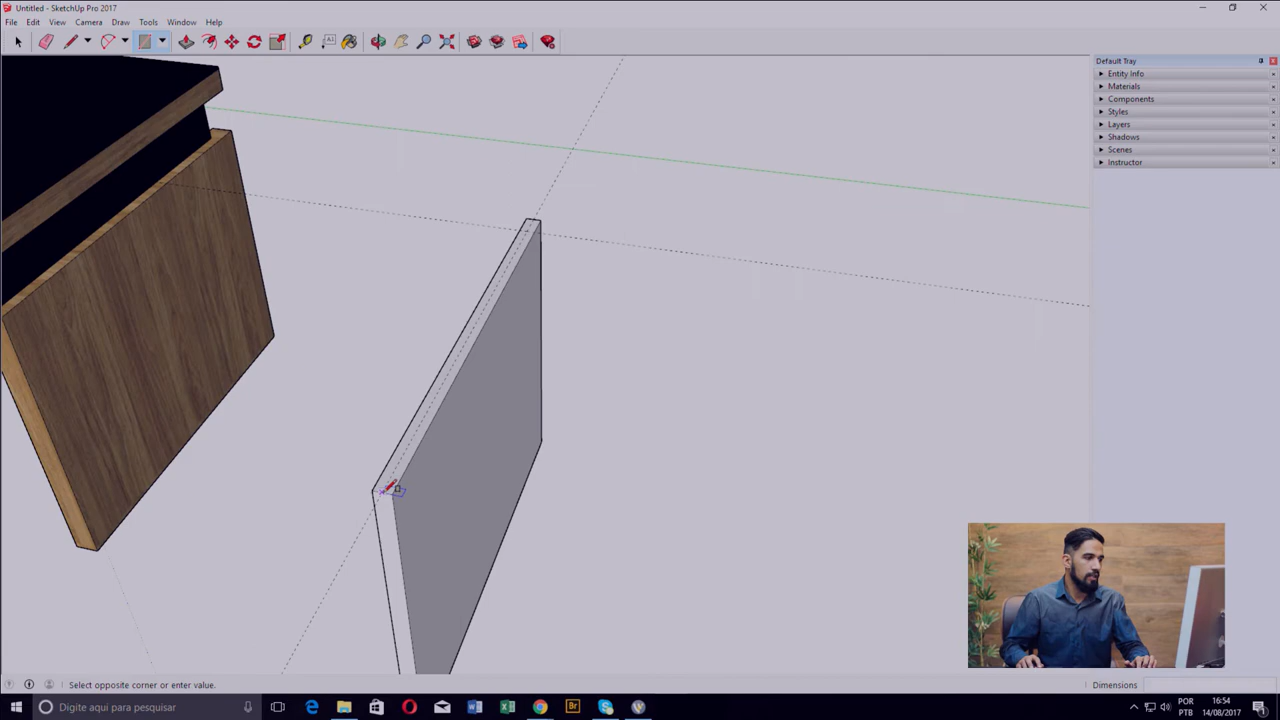 Untitled - SketchUp Pro 2017
File Edit View Camera Draw Tools Window Help
Default Tray
Entity Info
Materials
Components
Styles
Layers
Shadows
Scenes
Instructor
Select opposite corner or enter value.
Dimensions
Digite aqui para pesquisar
Br
POR
PTB
16:54
14/08/2017